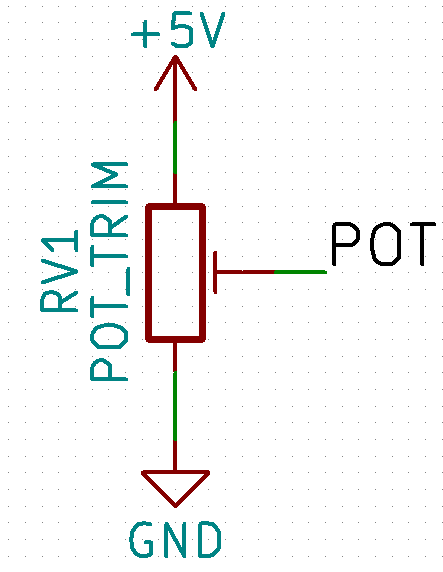 +5V
RV1
POT_TRIM
POT
GND